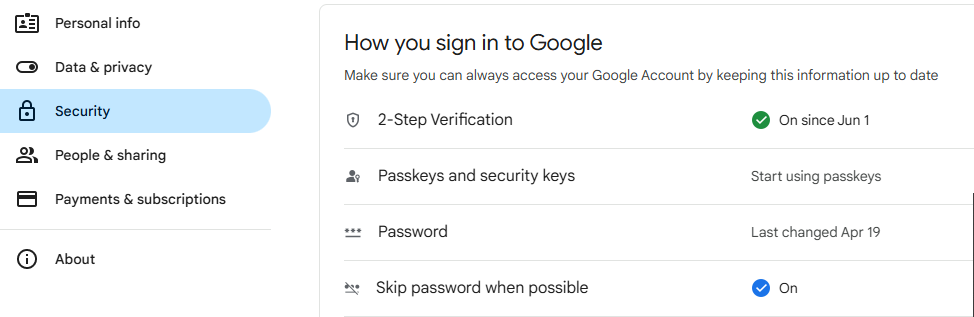 Personal info
Data & privacy
Security
People & sharing
Payments & subscriptions
About
How you sign in to Google
Make sure you can always access your Google Account by keeping this information up to date
2-Step Verification On since Jun 1
Passkeys and security keys Start using passkeys
Password Last changed Apr 19
Skip password when possible On